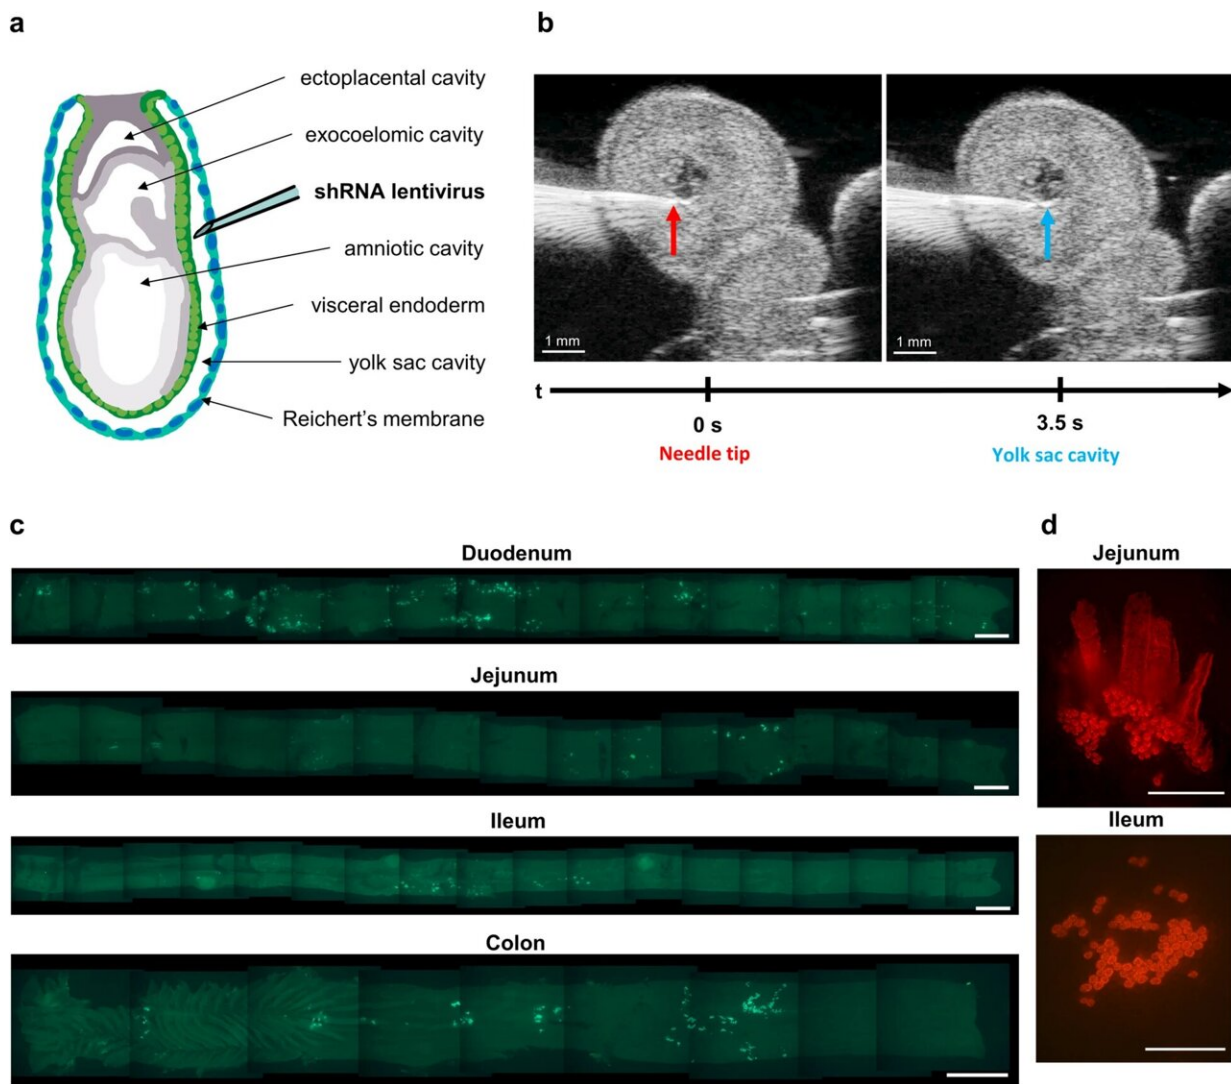 a
ectoplacental cavity
exocoelomic cavity
shRNA lentivirus
amniotic cavity
visceral endoderm
yolk sac cavity
Reichert's membrane
b
1 mm
1 mm
t
0 s
3.5 s
Needle tip
Yolk sac cavity
c
Duodenum
Jejunum
Ileum
Colon
d
Jejunum
Ileum